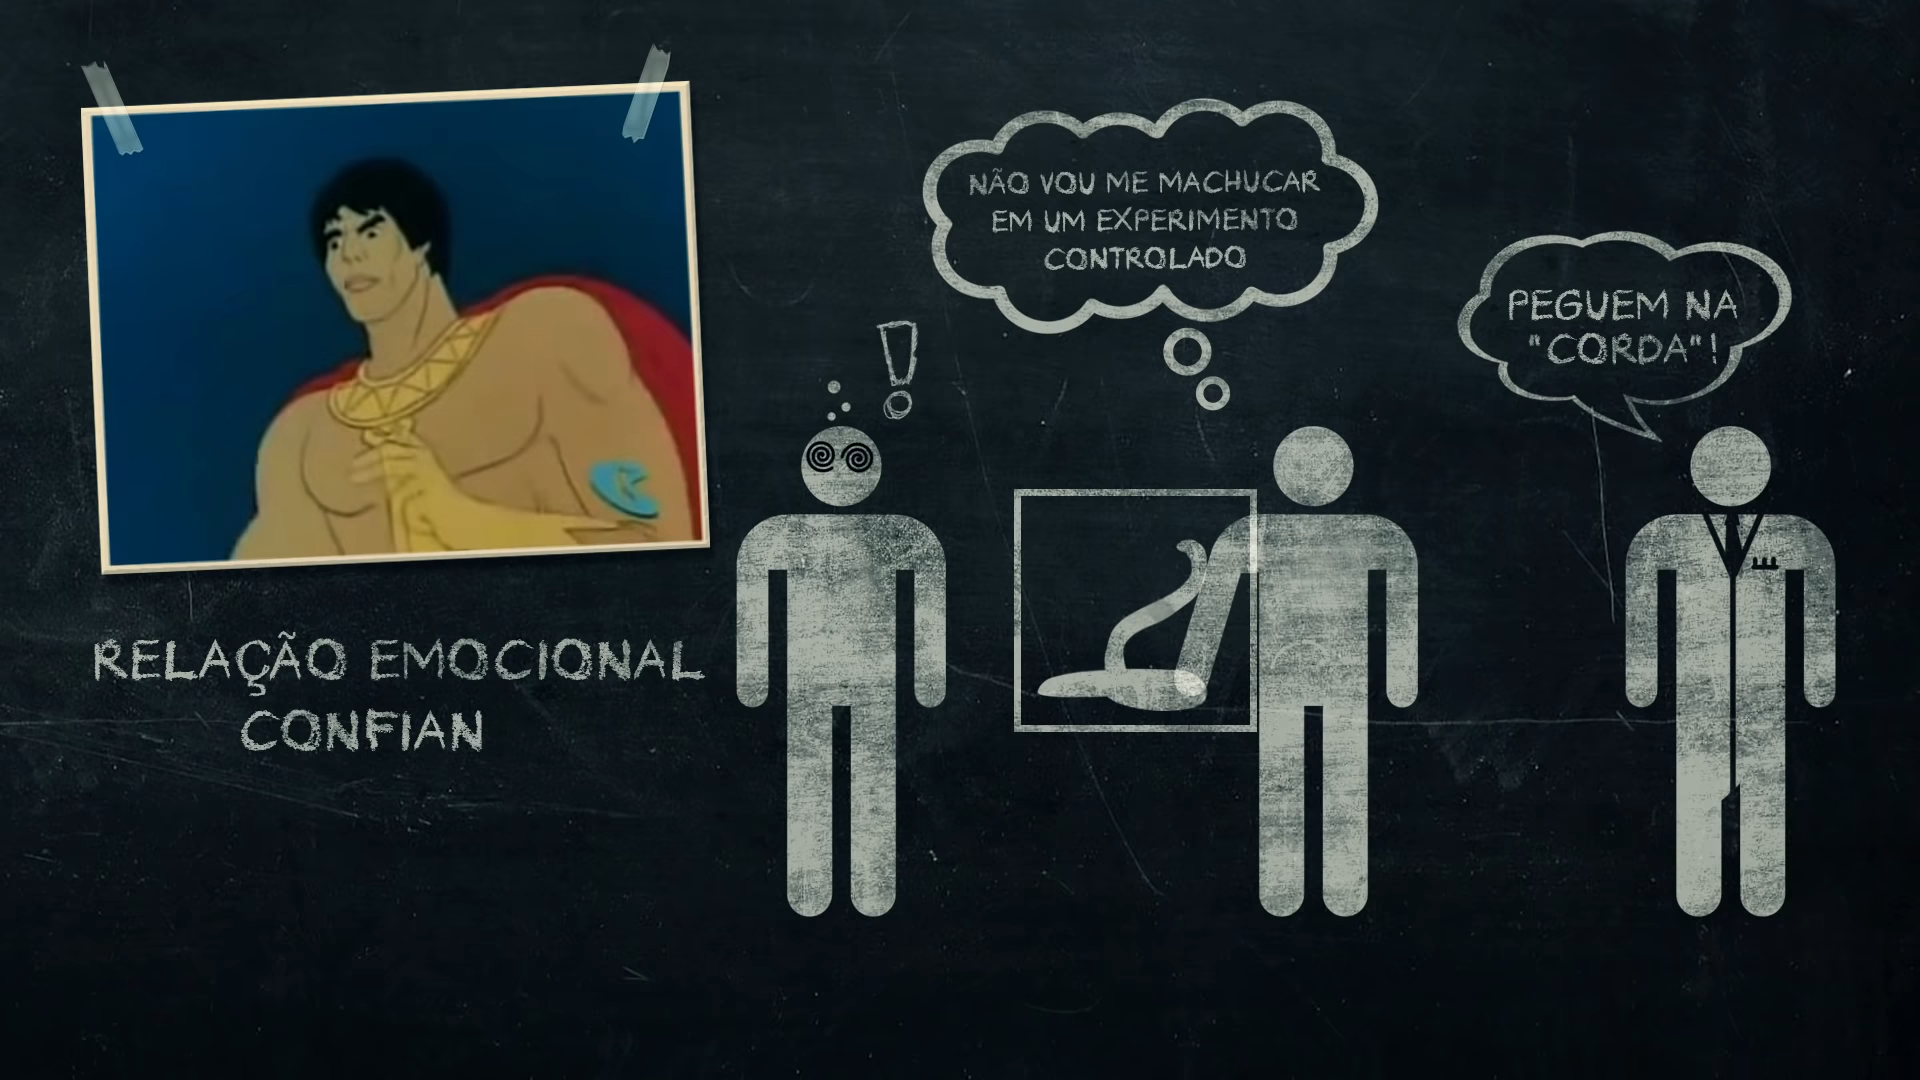 NÃO VOU ME MACHUCAR
EM UM EXPERIMENTO
CONTROLADO
PEGUEM NA
"CORDA"!
!
RELAÇÃO EMOCIONAL
CONFIAN